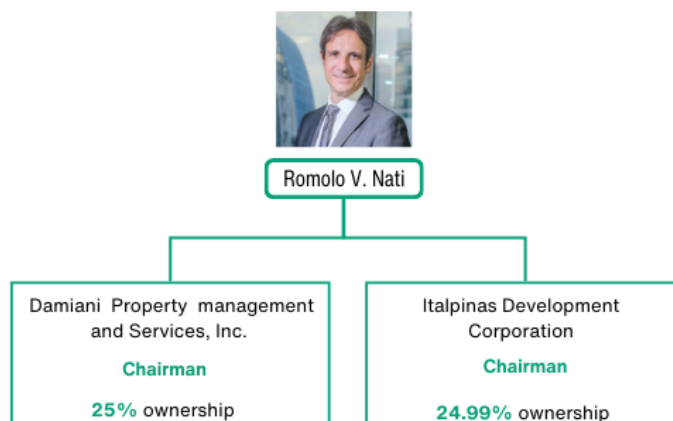 Romolo V. Nati
Damiani Property management
and Services, Inc.
Chairman
25% ownership
Italpinas Development
Corporation
Chairman
24.99% ownership